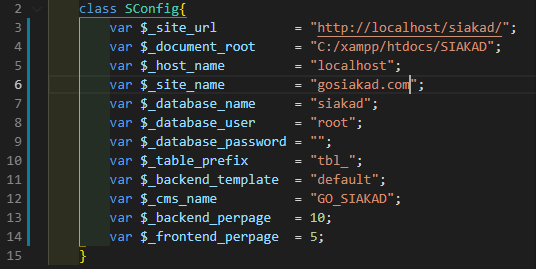 2 class SConfig{
3 var $_site_url = "http://localhost/siakad/";
4 var $_document_root = "C:/xampp/htdocs/SIAKAD";
5 var $_host_name = "localhost";
6 var $_site_name = "gosiakad.com";
7 var $_database_name = "siakad";
8 var $_database_user = "root";
9 var $_database_password = "";
10 var $_table_prefix = "tbl_";
11 var $_backend_template = "default";
12 var $_cms_name = "GO_SIAKAD";
13 var $_backend_perpage = 10;
14 var $_frontend_perpage = 5;
15 }